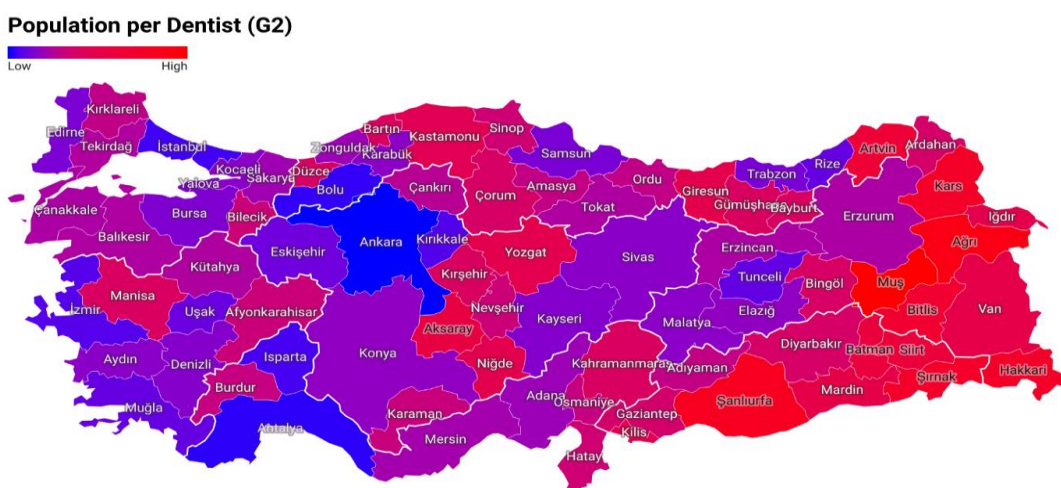 Population per Dentist (G2)
Low High
Kırklareli
Edirne
Tekirdağ
İstanbul
Kocaeli
Yalova
Sakarya
Düzce
Zonguldak
Bartın
Karabük
Kastamonu
Sinop
Samsun
Bolu
Çankırı
Çorum
Amasya
Ordu
Tokat
Giresun
Gümüşhane
Trabzon
Bayburt
Rize
Artvin
Ardahan
Kars
Iğdır
Erzurum
Ağrı
Çanakkale
Balıkesir
Bursa
Bilecik
Kütahya
Eskişehir
Ankara
Kırıkkale
Yozgat
Sivas
Erzincan
Tunceli
Bingöl
Muş
Bitlis
Van
Manisa
İzmir
Uşak
Afyonkarahisar
Kırşehir
Nevşehir
Aksaray
Kayseri
Malatya
Elazığ
Aydın
Denizli
Isparta
Burdur
Konya
Niğde
Kahramanmaraş
Adıyaman
Diyarbakır
Batman
Siirt
Şırnak
Hakkari
Muğla
Antalya
Karaman
Mersin
Adana
Osmaniye
Gaziantep
Kilis
Hatay
Şanlıurfa
Mardin